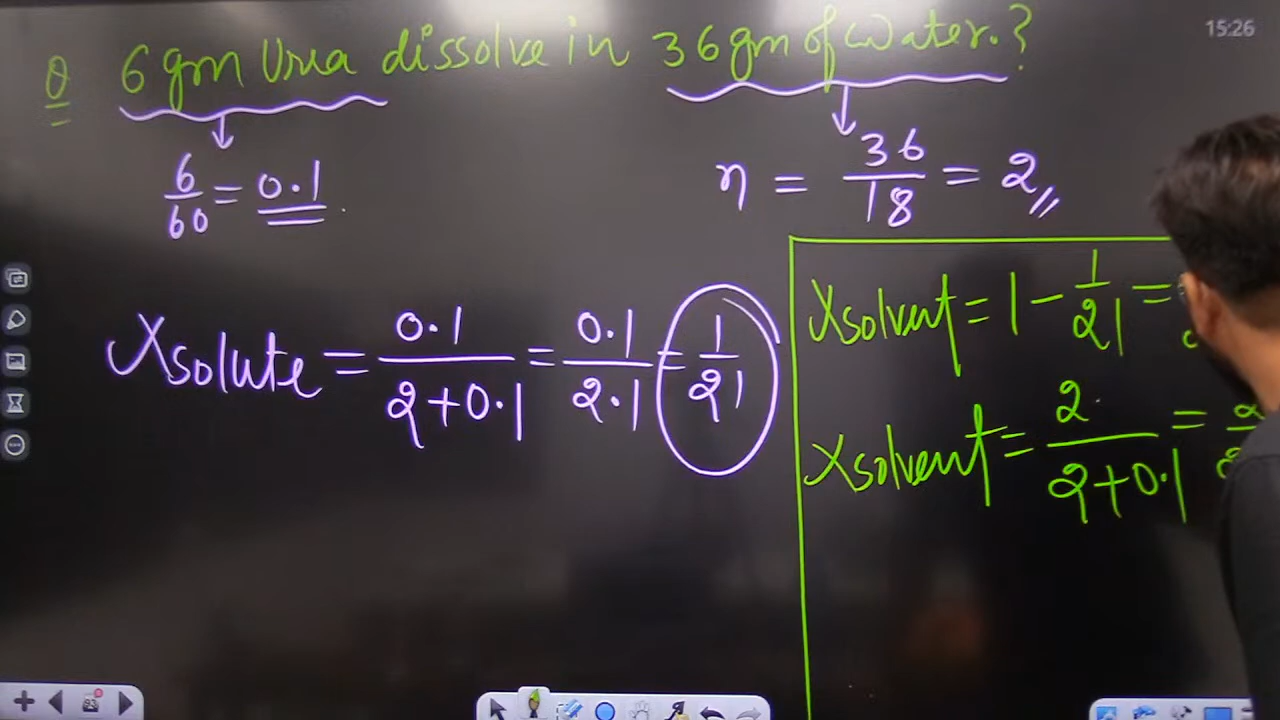 15:26
Q 6 gm Urea dissolve in 36 gm of Water.?
6/60 = 0.1
n = 36/18 = 2
Xsolute = 0.1/2+0.1 = 0.1/2.1 = 1/21
Xsolvent = 1 - 1/21 =
Xsolvent = 2/2+0.1 =